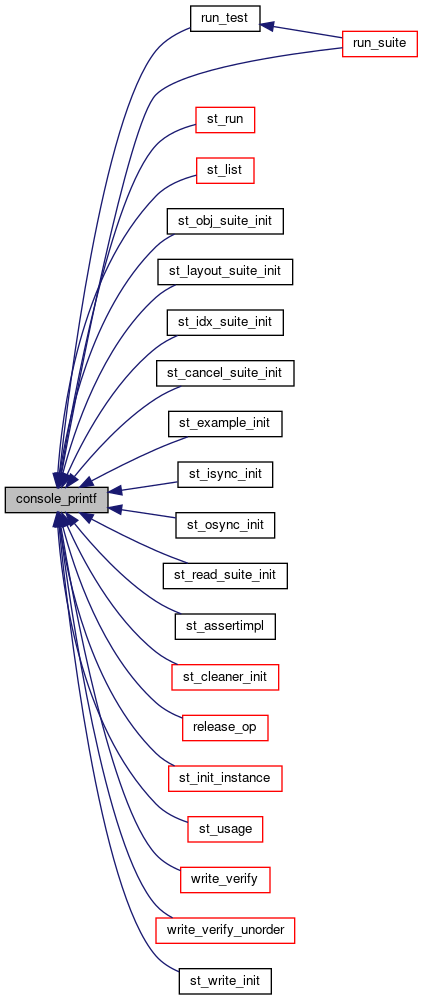 run_test
run_suite
st_run
st_list
st_obj_suite_init
st_layout_suite_init
st_idx_suite_init
st_cancel_suite_init
st_example_init
st_isync_init
console_printf
st_osync_init
st_read_suite_init
st_assertimpl
st_cleaner_init
release_op
st_init_instance
st_usage
write_verify
write_verify_unorder
st_write_init